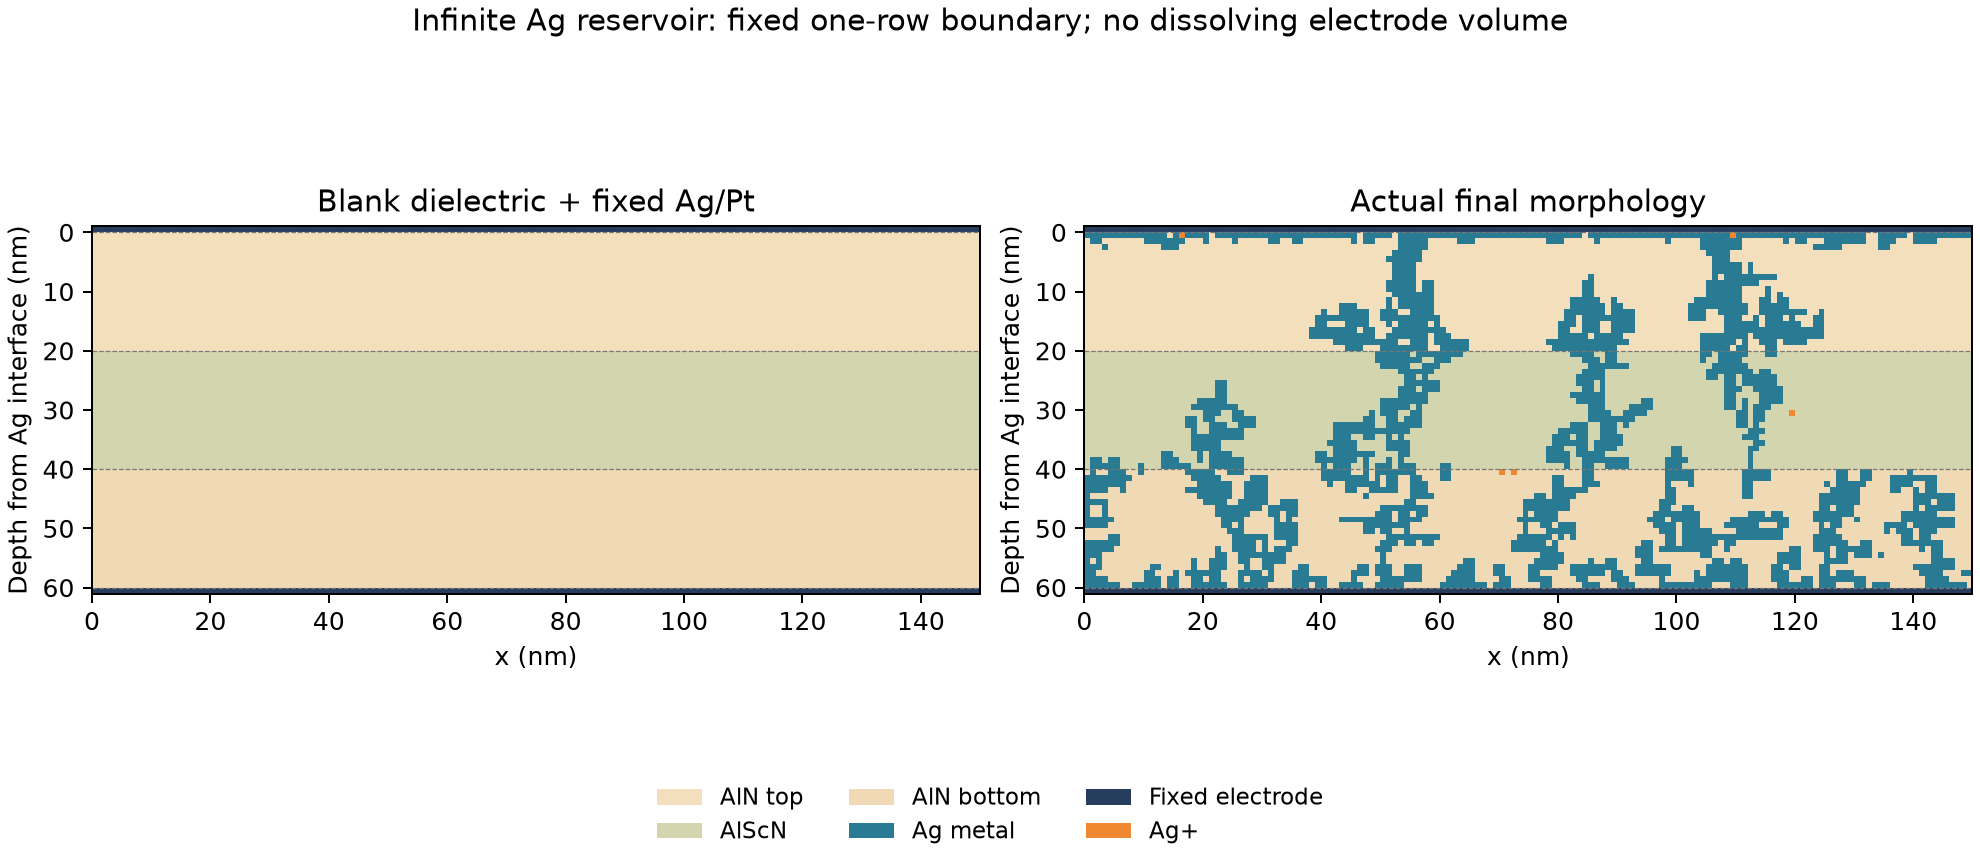 Infinite Ag reservoir: fixed one-row boundary; no dissolving electrode volume
Blank dielectric + fixed Ag/Pt
Depth from Ag interface (nm)
0
10
20
30
40
50
60
0 20 40 60 80 100 120 140
x (nm)
Actual final morphology
Depth from Ag interface (nm)
0
10
20
30
40
50
60
0 20 40 60 80 100 120 140
x (nm)
AlN top AlN bottom Fixed electrode
AlScN Ag metal Ag+